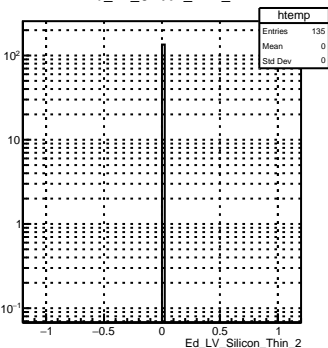 htemp
Entries 135
Mean 0
Std Dev 0
10²
10
1
10⁻¹
−1 −0.5 0 0.5 1
Ed_LV_Silicon_Thin_2